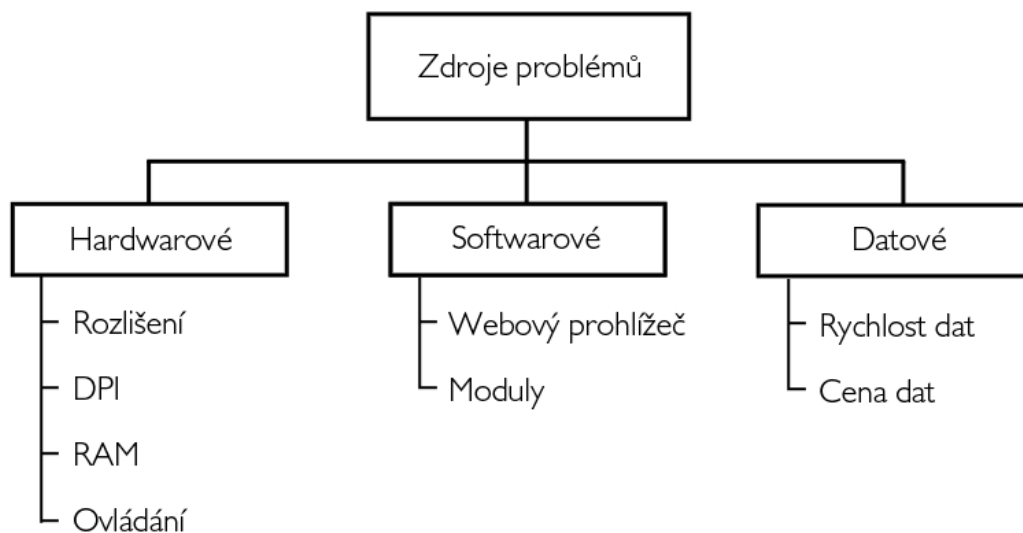 Zdroje problémů
Hardwarové
Rozlišení
DPI
RAM
Ovládání
Softwarové
Webový prohlížeč
Moduly
Datové
Rychlost dat
Cena dat